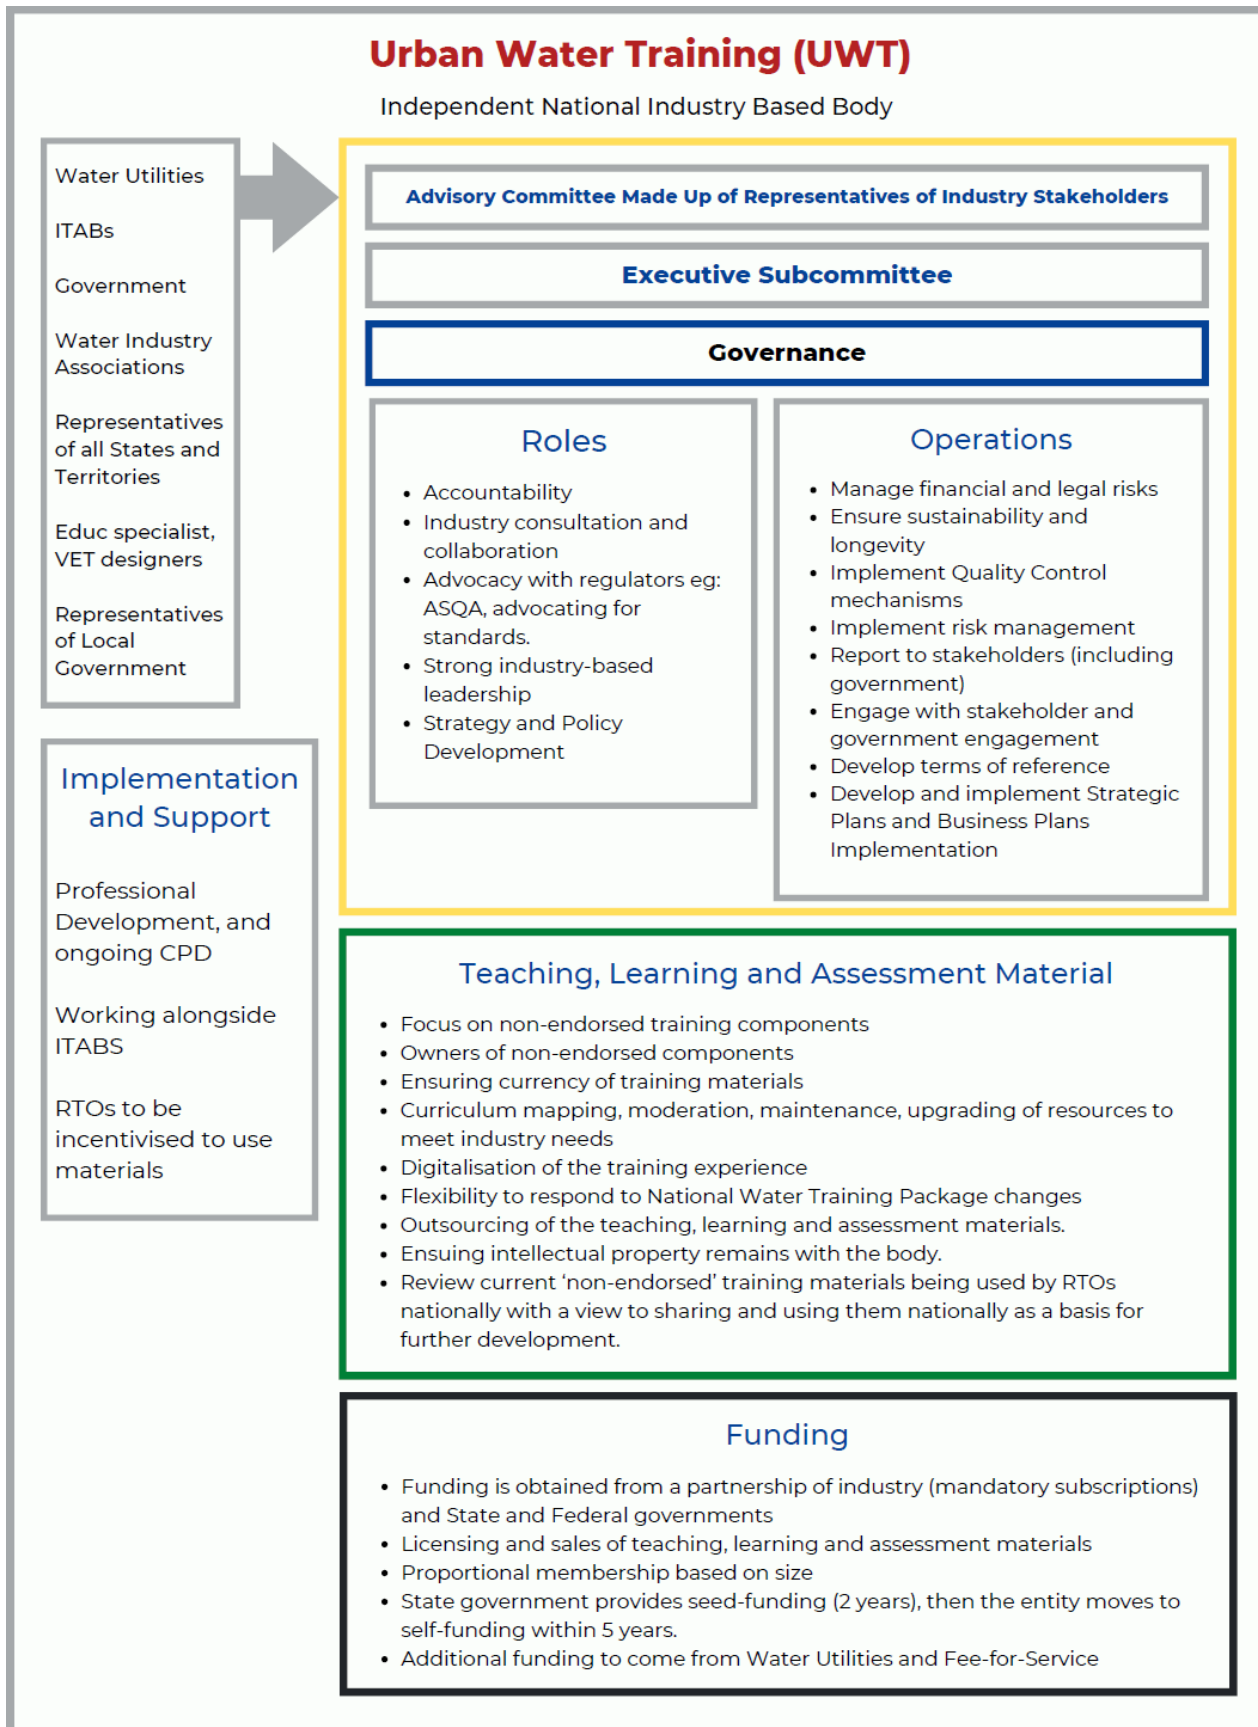 Urban Water Training (UWT)
Independent National Industry Based Body
Water Utilities
ITABs
Government
Water Industry
Associations
Representatives
of all States and
Territories
Educ specialist,
VET designers
Representatives
of Local
Government
Advisory Committee Made Up of Representatives of Industry Stakeholders
Executive Subcommittee
Governance
Roles
• Accountability
• Industry consultation and
collaboration
• Advocacy with regulators eg:
ASQA, advocating for
standards.
• Strong industry-based
leadership
• Strategy and Policy
Development
Operations
• Manage financial and legal risks
• Ensure sustainability and
longevity
• Implement Quality Control
mechanisms
• Implement risk management
• Report to stakeholders (including
government)
• Engage with stakeholder and
government engagement
• Develop terms of reference
• Develop and implement Strategic
Plans and Business Plans
Implementation
Implementation
and Support
Professional
Development, and
ongoing CPD
Working alongside
ITABS
RTOs to be
incentivised to use
materials
Teaching, Learning and Assessment Material
• Focus on non-endorsed training components
• Owners of non-endorsed components
• Ensuring currency of training materials
• Curriculum mapping, moderation, maintenance, upgrading of resources to
meet industry needs
• Digitalisation of the training experience
• Flexibility to respond to National Water Training Package changes
• Outsourcing of the teaching, learning and assessment materials.
• Ensuing intellectual property remains with the body.
• Review current ‘non-endorsed’ training materials being used by RTOs
nationally with a view to sharing and using them nationally as a basis for
further development.
Funding
• Funding is obtained from a partnership of industry (mandatory subscriptions)
and State and Federal governments
• Licensing and sales of teaching, learning and assessment materials
• Proportional membership based on size
• State government provides seed-funding (2 years), then the entity moves to
self-funding within 5 years.
• Additional funding to come from Water Utilities and Fee-for-Service